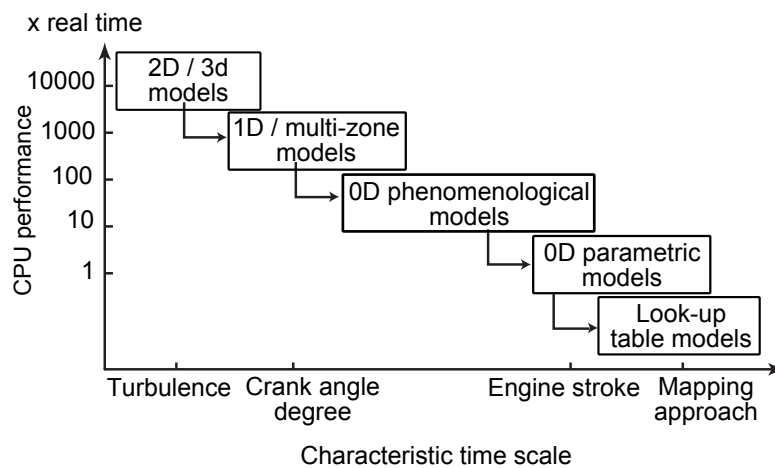 x real time
CPU performance
10000
1000
100
10
1
2D / 3d
models
1D / multi-zone
models
0D phenomenological
models
0D parametric
models
Look-up
table models
Turbulence
Crank angle
degree
Engine stroke
Mapping
approach
Characteristic time scale